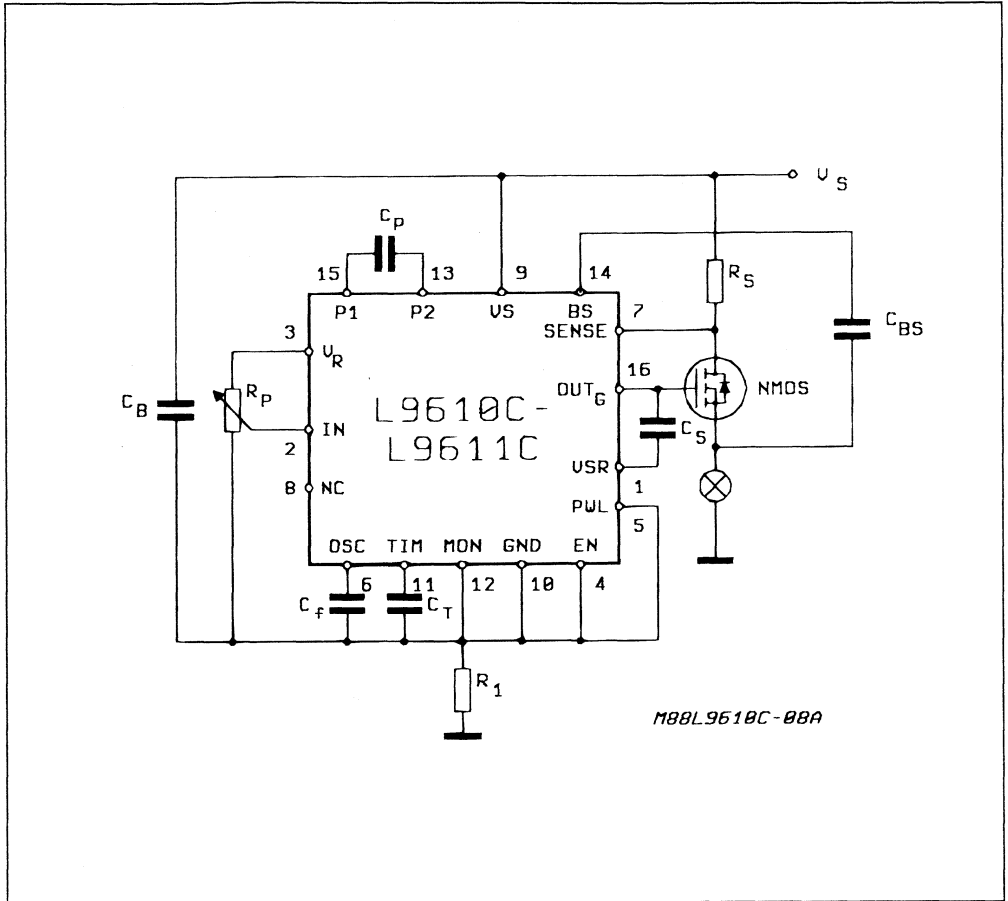 V S
C P
15 13 9 14
P1 P2 VS BS
R S
7
SENSE
C BS
3
V R
16
OUT G
NMOS
C B
R P
L9610C-
L9611C
C S
IN
2
VSR
1
8 NC
PWL
5
OSC TIM MON GND EN
6 11 12 10 4
C f
C T
R 1
M88L9610C-08A